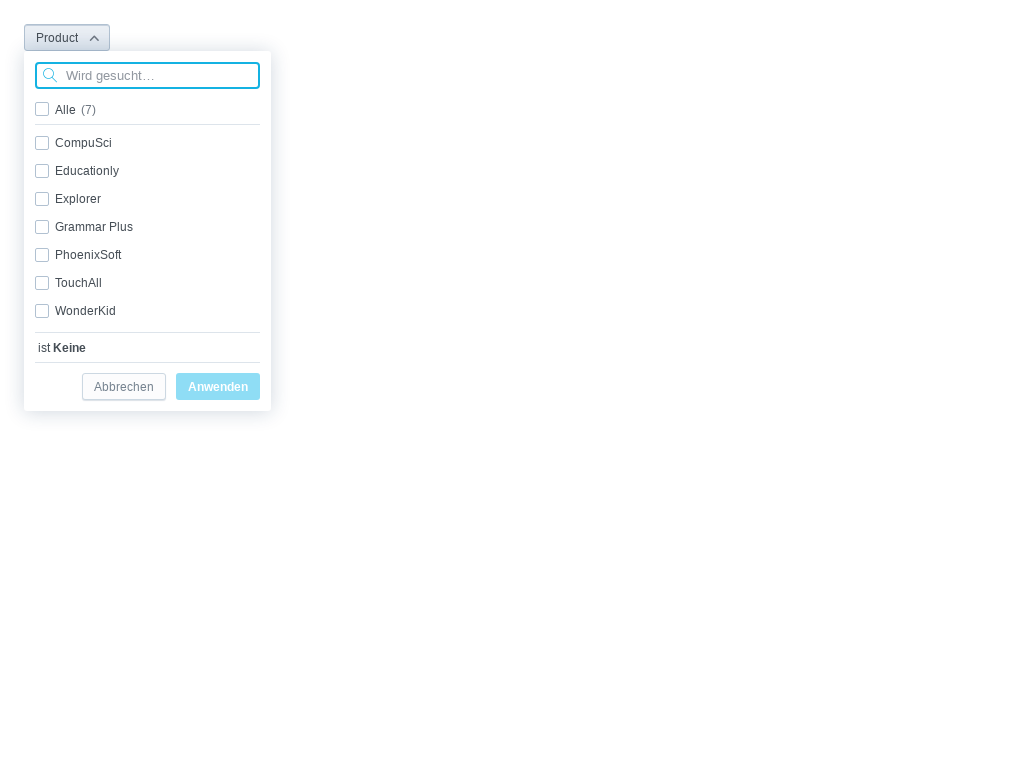 Product
Wird gesucht…
Alle (7)
CompuSci
Educationly
Explorer
Grammar Plus
PhoenixSoft
TouchAll
WonderKid
ist Keine
Abbrechen Anwenden